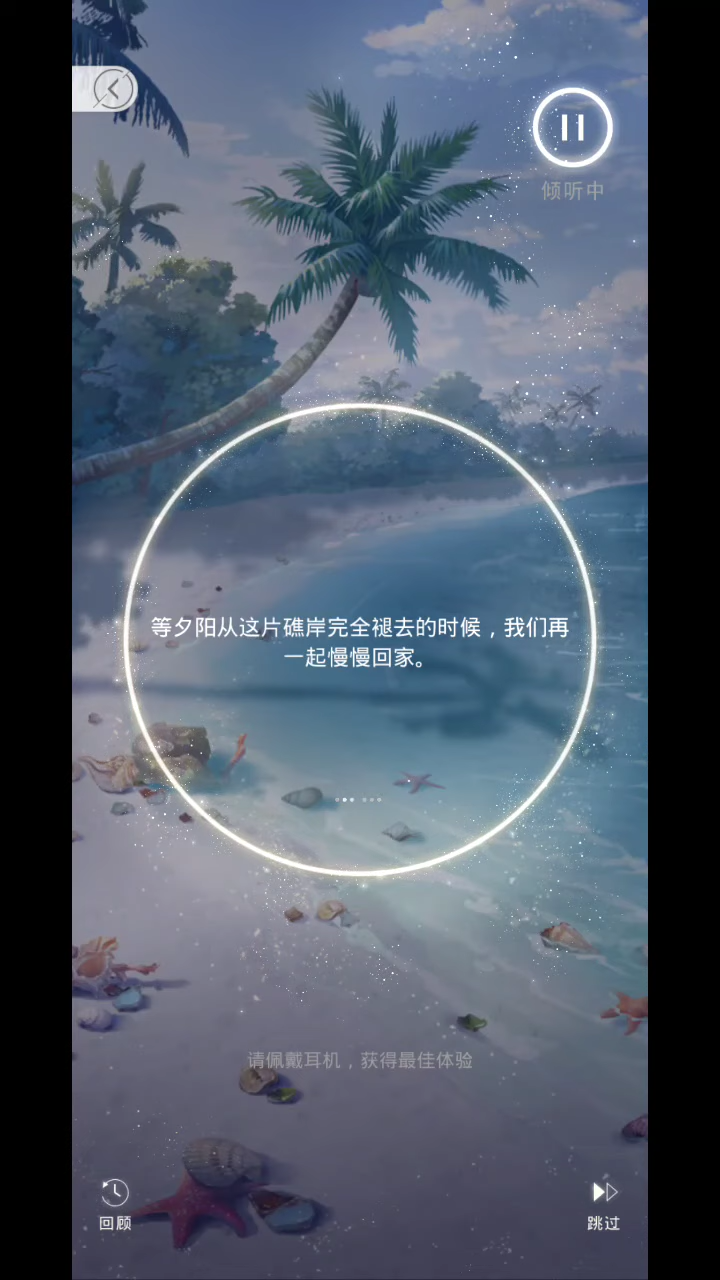 倾听中
等夕阳从这片礁岸完全褪去的时候，我们再
一起慢慢回家。
请佩戴耳机，获得最佳体验
回顾
跳过